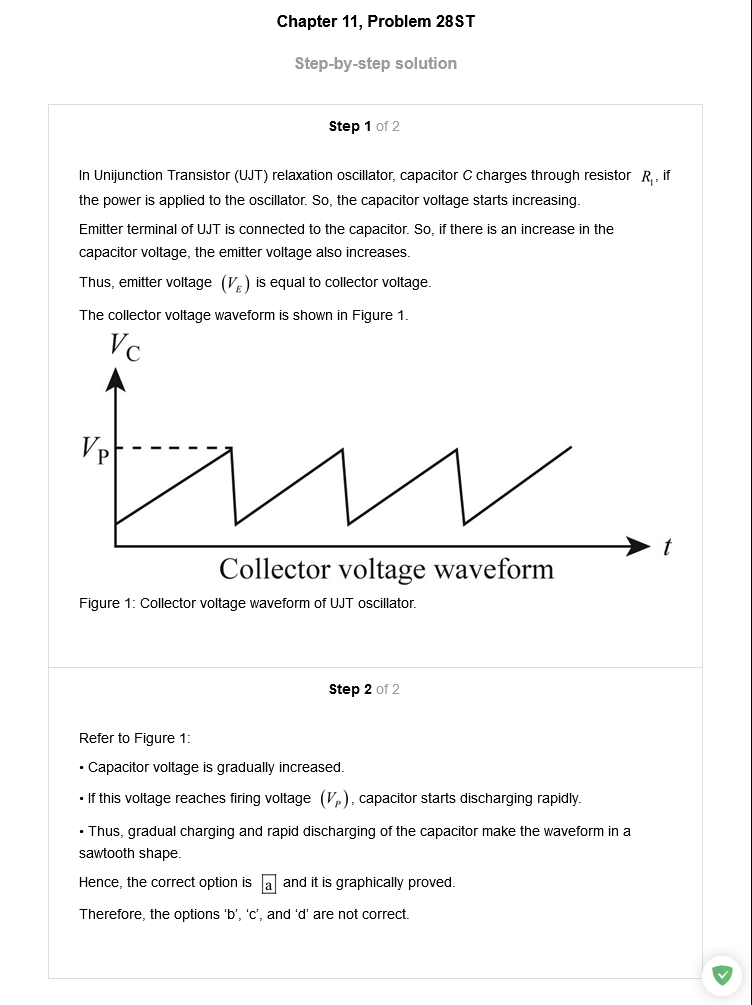 Chapter 11, Problem 28ST
Step-by-step solution
Step 1 of 2
In Unijunction Transistor (UJT) relaxation oscillator, capacitor C charges through resistor R₁, if
the power is applied to the oscillator. So, the capacitor voltage starts increasing.
Emitter terminal of UJT is connected to the capacitor. So, if there is an increase in the
capacitor voltage, the emitter voltage also increases.
Thus, emitter voltage (V_E) is equal to collector voltage.
The collector voltage waveform is shown in Figure 1.
V_C
V_P
t
Collector voltage waveform
Figure 1: Collector voltage waveform of UJT oscillator.
Step 2 of 2
Refer to Figure 1:
• Capacitor voltage is gradually increased.
• If this voltage reaches firing voltage (V_P), capacitor starts discharging rapidly.
• Thus, gradual charging and rapid discharging of the capacitor make the waveform in a
sawtooth shape.
Hence, the correct option is a and it is graphically proved.
Therefore, the options ‘b’, ‘c’, and ‘d’ are not correct.